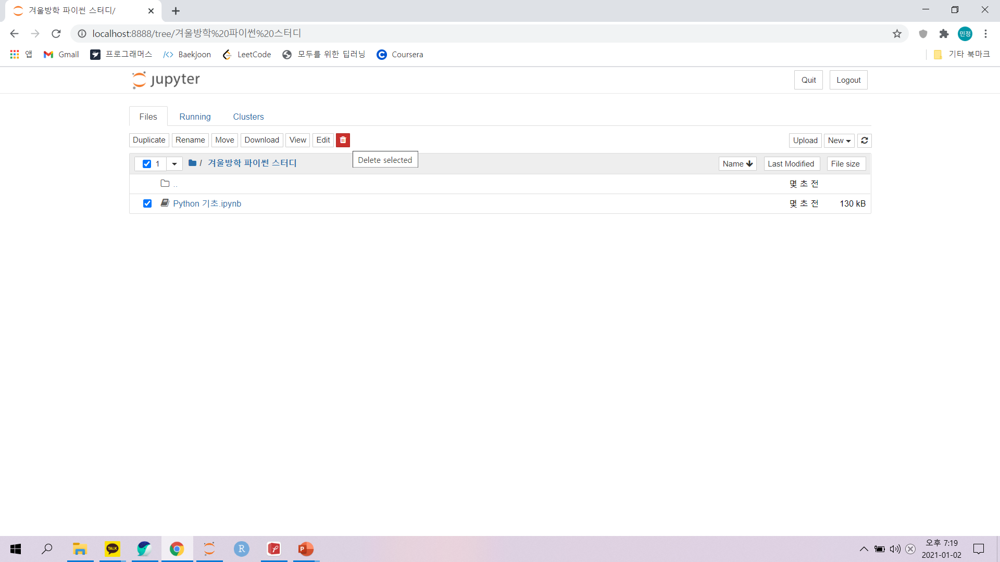 겨울방학 파이썬 스터디/
localhost:8888/tree/겨울방학%20파이썬%20스터디
민정
앱 Gmail 프로그래머스 Baekjoon LeetCode 모두를 위한 딥러닝 Coursera 기타 북마크
jupyter Quit Logout
Files Running Clusters
Duplicate Rename Move Download View Edit Upload New
Delete selected
1 / 겨울방학 파이썬 스터디 Name Last Modified File size
.. 몇 초 전
Python 기초.ipynb 몇 초 전 130 kB
TALK R P
오후 7:19
2021-01-02